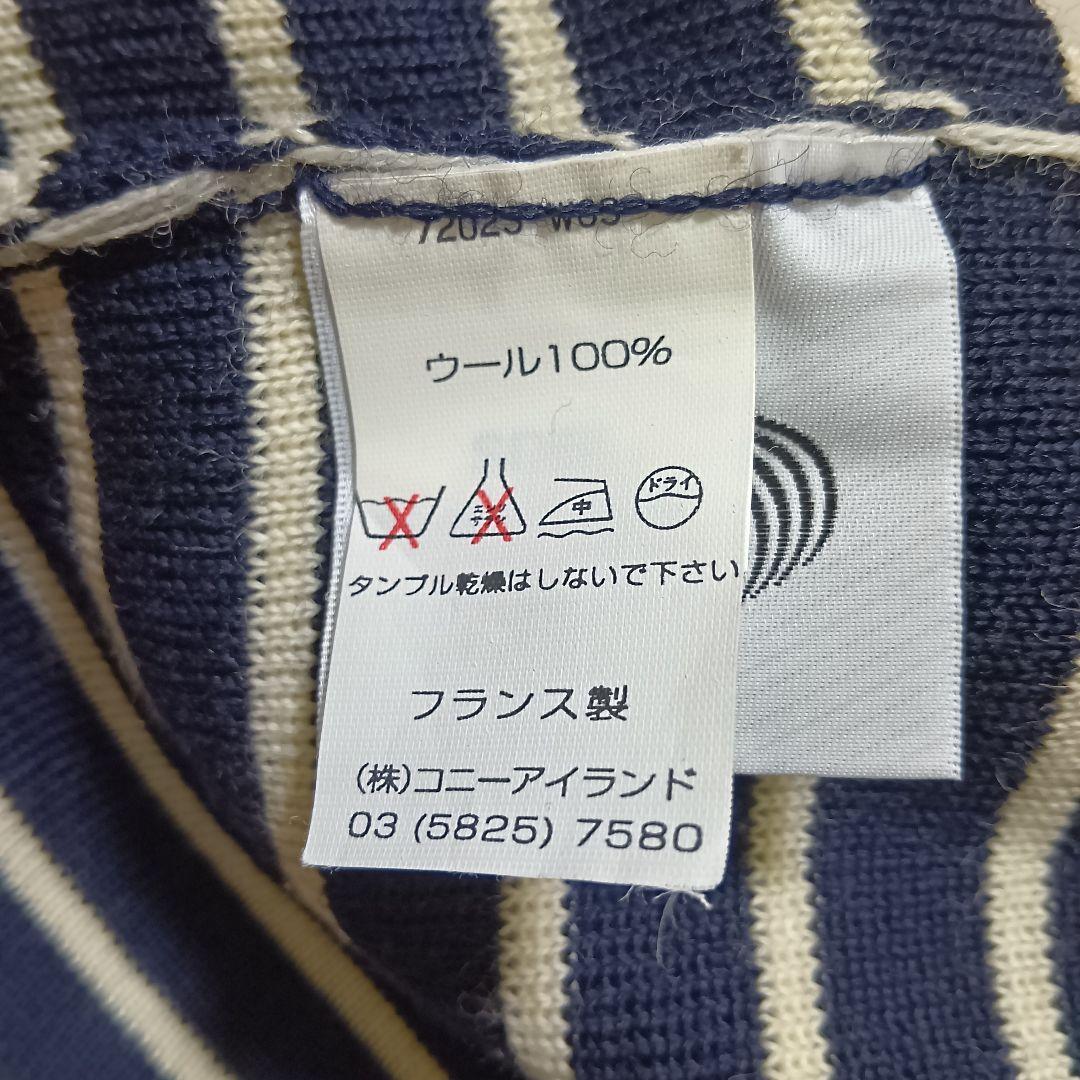 ウール100%
中 ドライ
タンブル乾燥はしないで下さい
フランス製
(株)コニーアイランド
03 (5825) 7580